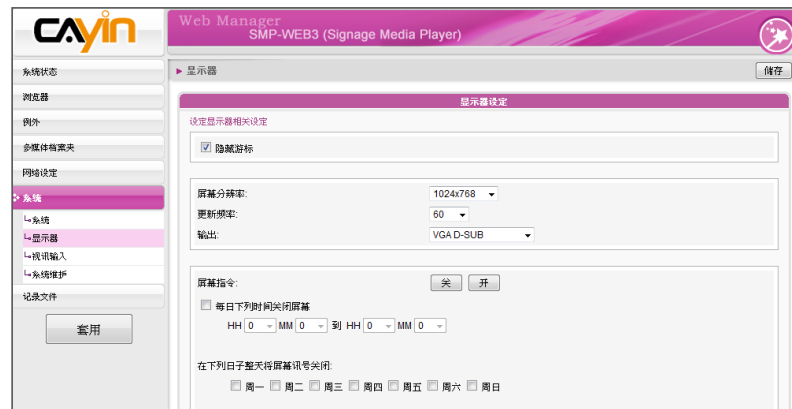 CAYIN
Web Manager
SMP-WEB3 (Signage Media Player)
系统状态
浏览器
例外
多媒体档案夹
网络设定
系统
系统
显示器
视讯输入
系统维护
记录文件
套用
显示器
储存
显示器设定
设定显示器相关设定
隐藏游标
屏幕分辨率: 1024x768
更新频率: 60
输出: VGA D-SUB
屏幕指令: 关 开
每日下列时间关闭屏幕
HH 0 MM 0 到 HH 0 MM 0
在下列日子整天将屏幕讯号关闭:
周一 周二 周三 周四 周五 周六 周日